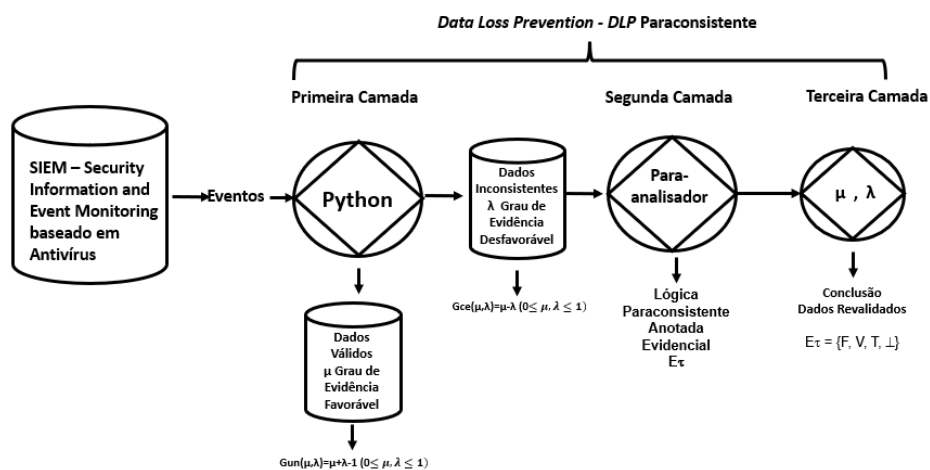 Data Loss Prevention - DLP Paraconsistente
Primeira Camada
Segunda Camada
Terceira Camada
SIEM – Security
Information and
Event Monitoring
baseado em
Antivírus
Eventos
Python
Dados
Inconsistentes
λ Grau de
Evidência
Desfavorável
Para-
analisador
μ , λ
Gce(μ,λ)=μ-λ (0≤ μ, λ ≤ 1)
Lógica
Paraconsistente
Anotada
Evidencial
Eτ
Conclusão
Dados Revalidados
Eτ = {F, V, T, ⊥}
Dados
Válidos
μ Grau de
Evidência
Favorável
Gun(μ,λ)=μ+λ-1 (0≤ μ, λ ≤ 1)